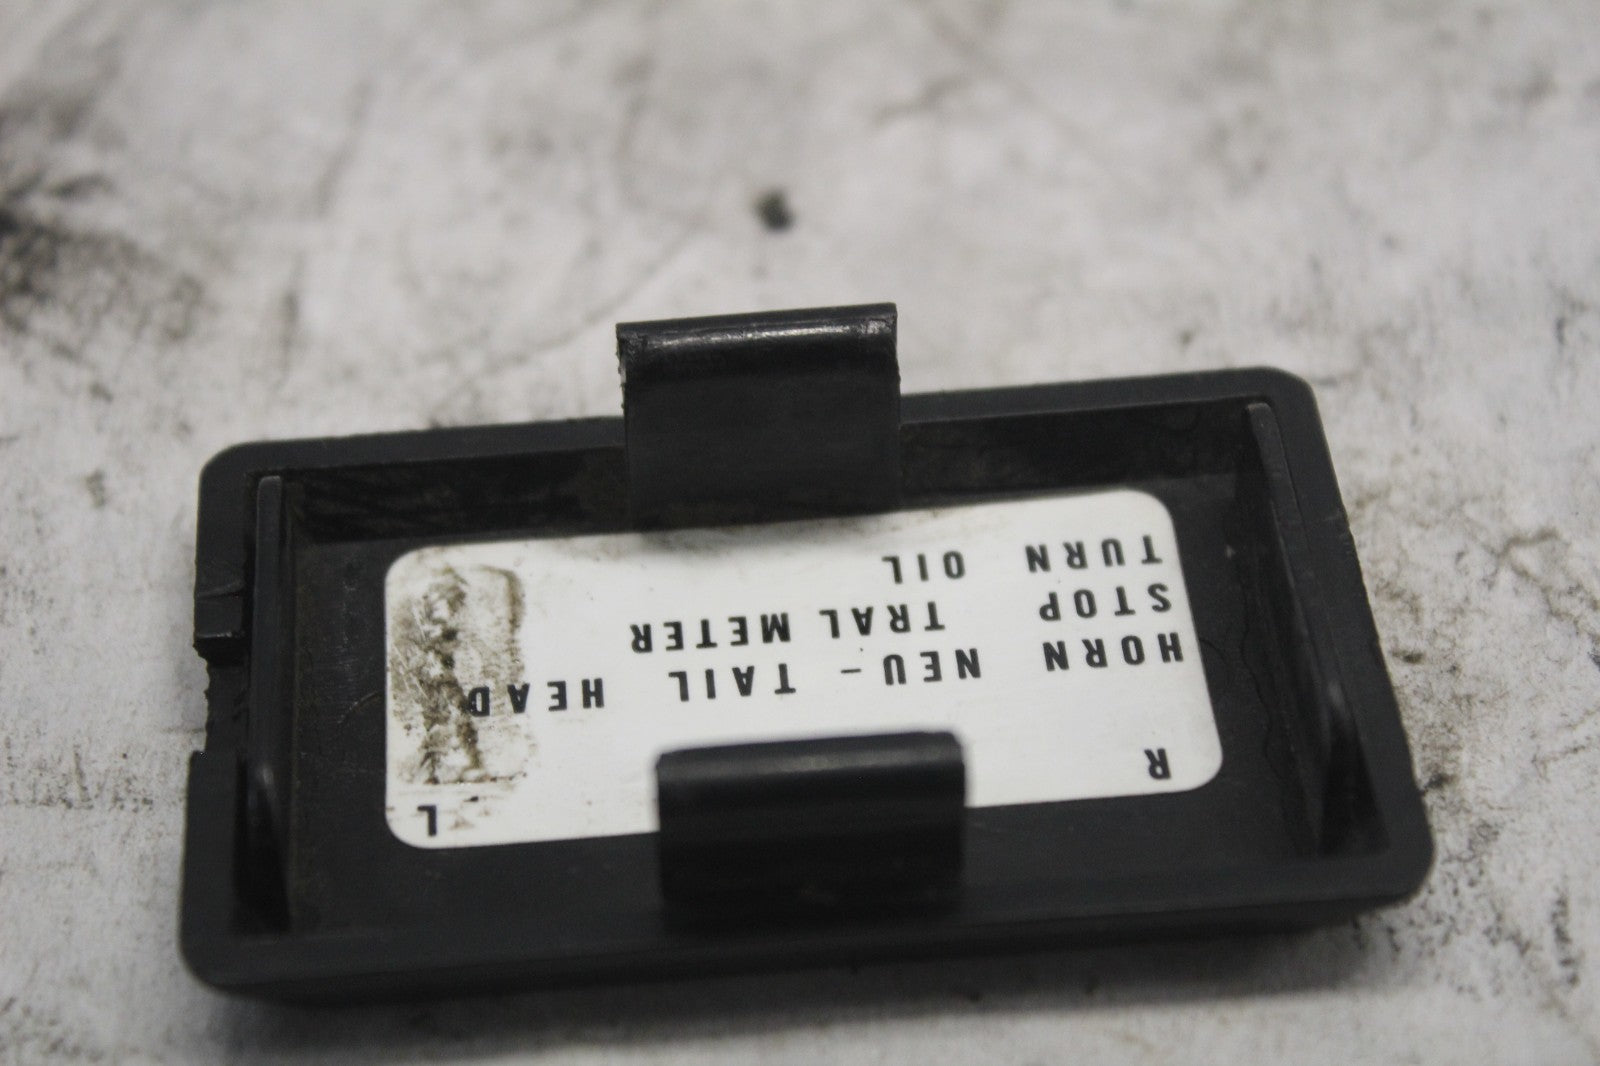 R L
HORN NEU- TAIL HEAD
STOP TRAL METER
TURN OIL